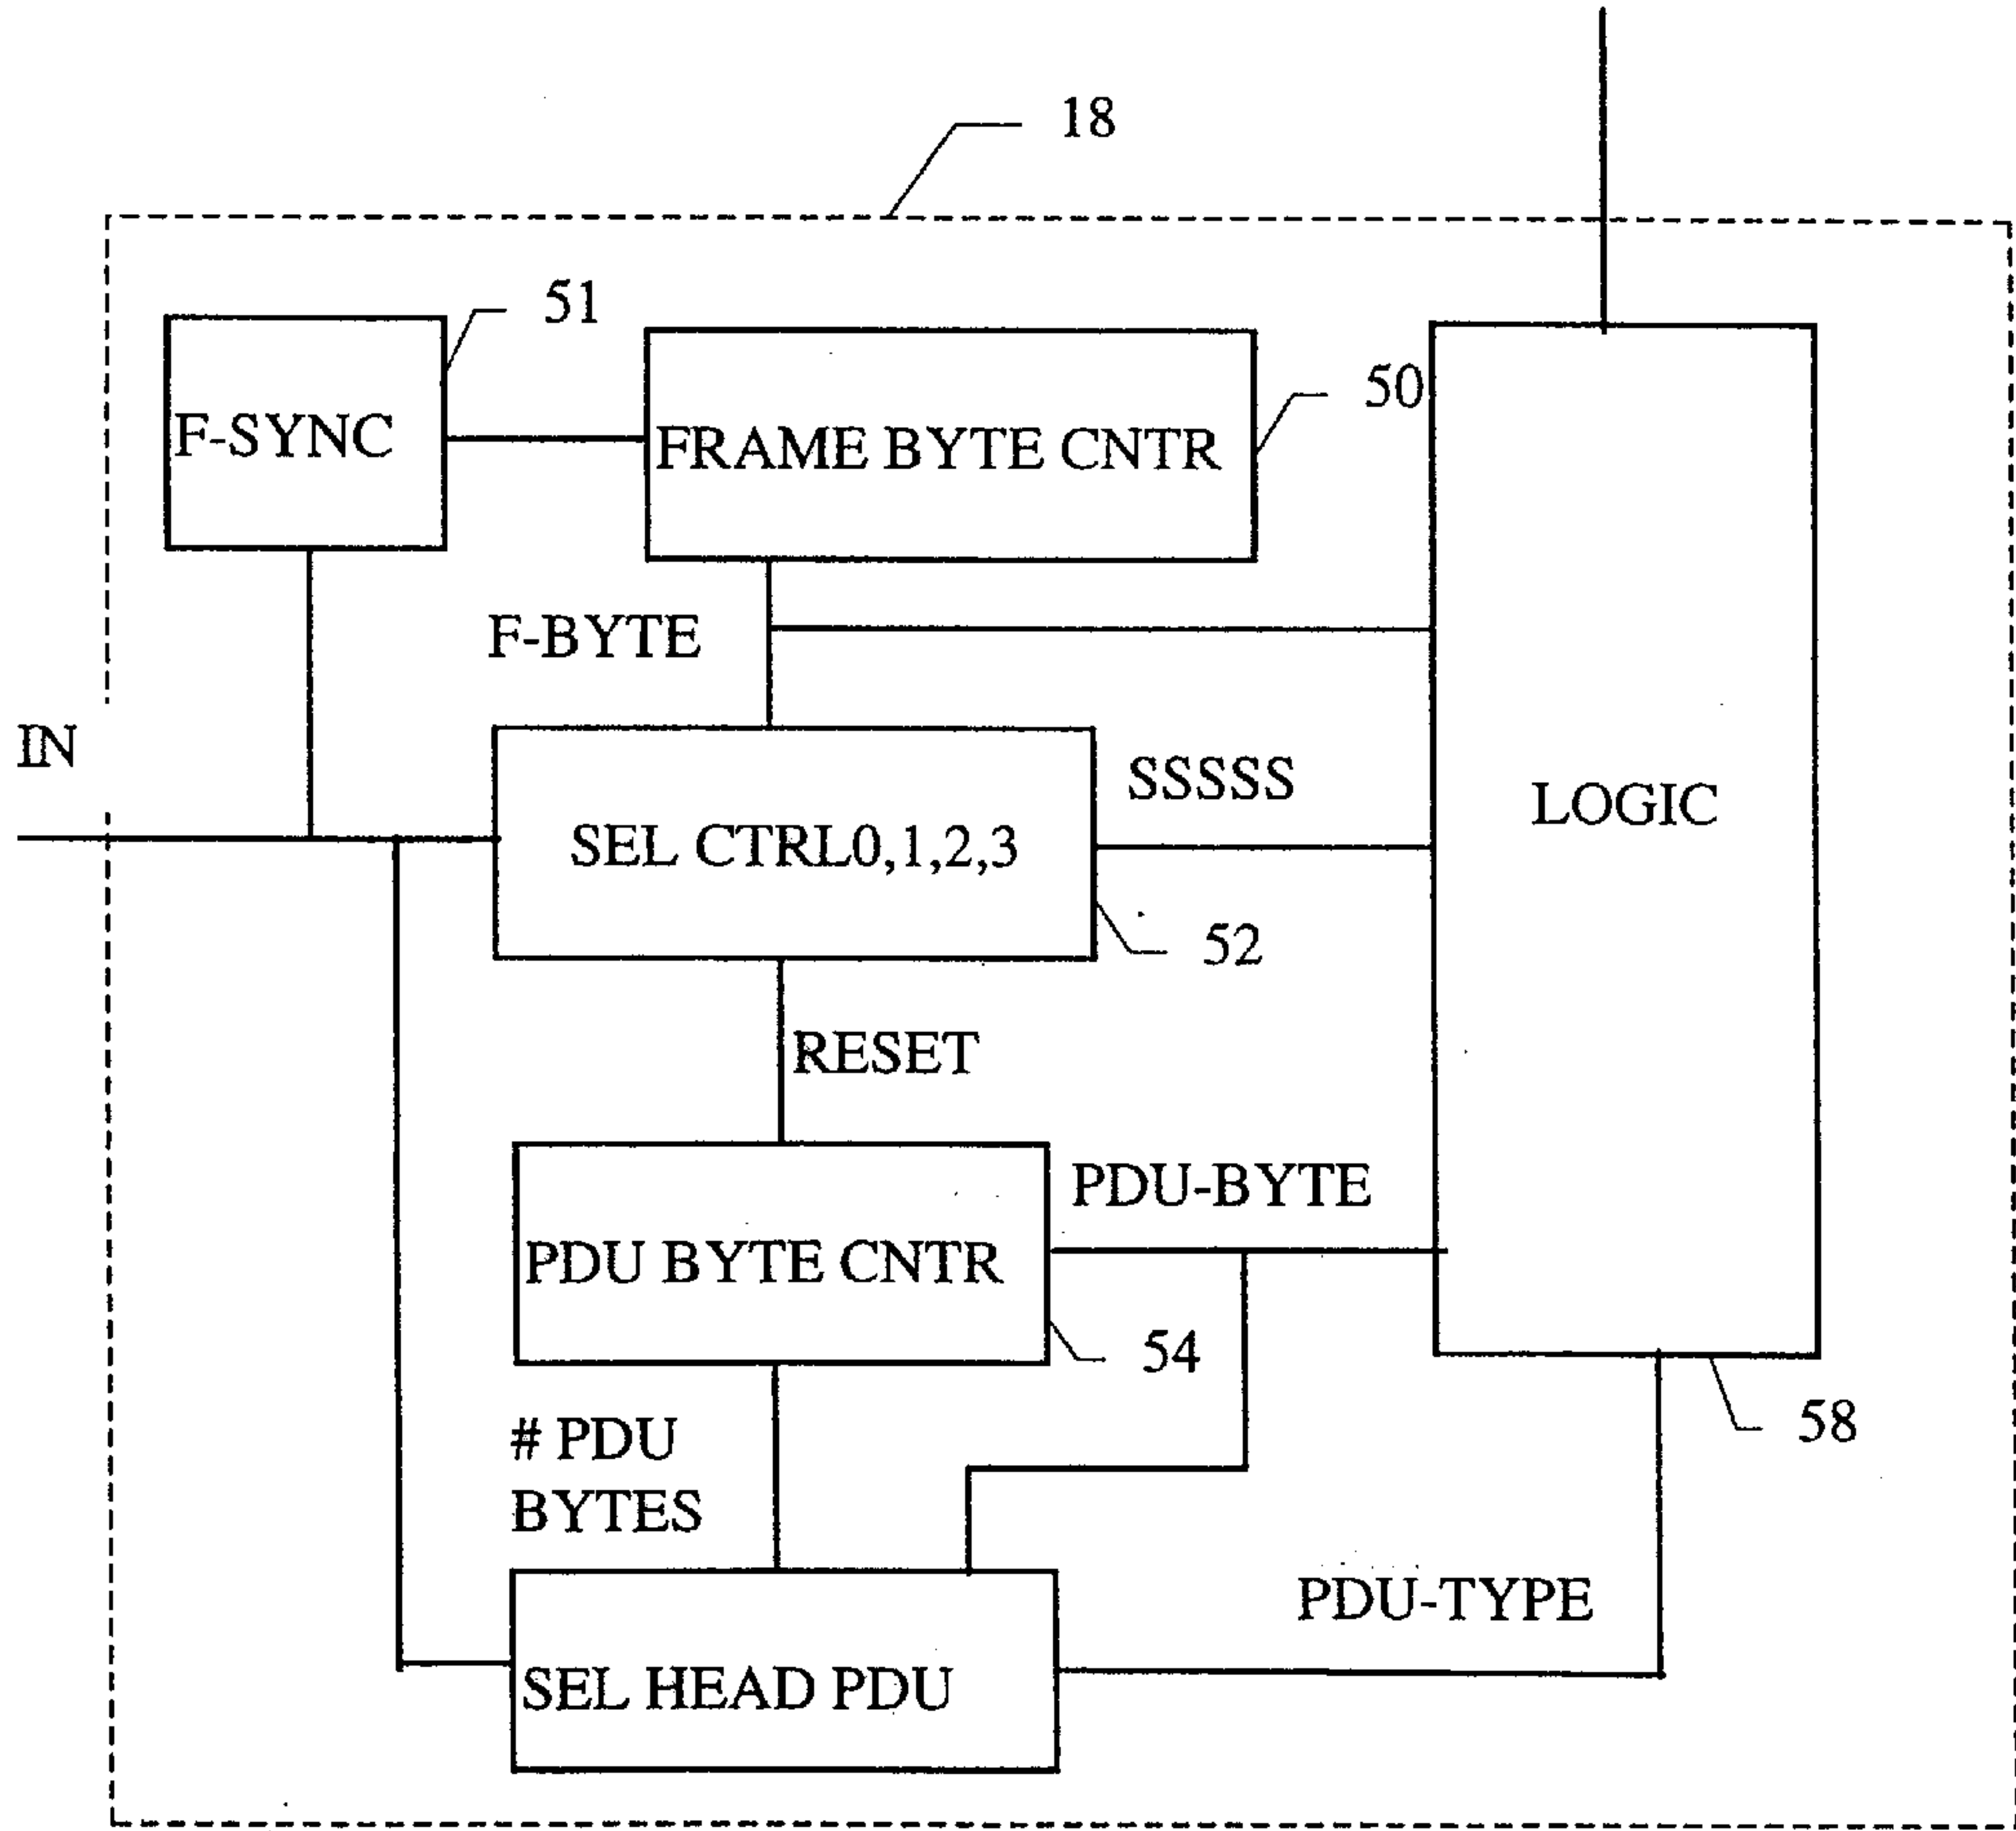 18
51
F-SYNC
FRAME BYTE CNTR
50
F-BYTE
IN
SSSSS
SEL CTRL0,1,2,3
LOGIC
52
RESET
PDU-BYTE
PDU BYTE CNTR
54
# PDU
BYTES
58
PDU-TYPE
SEL HEAD PDU